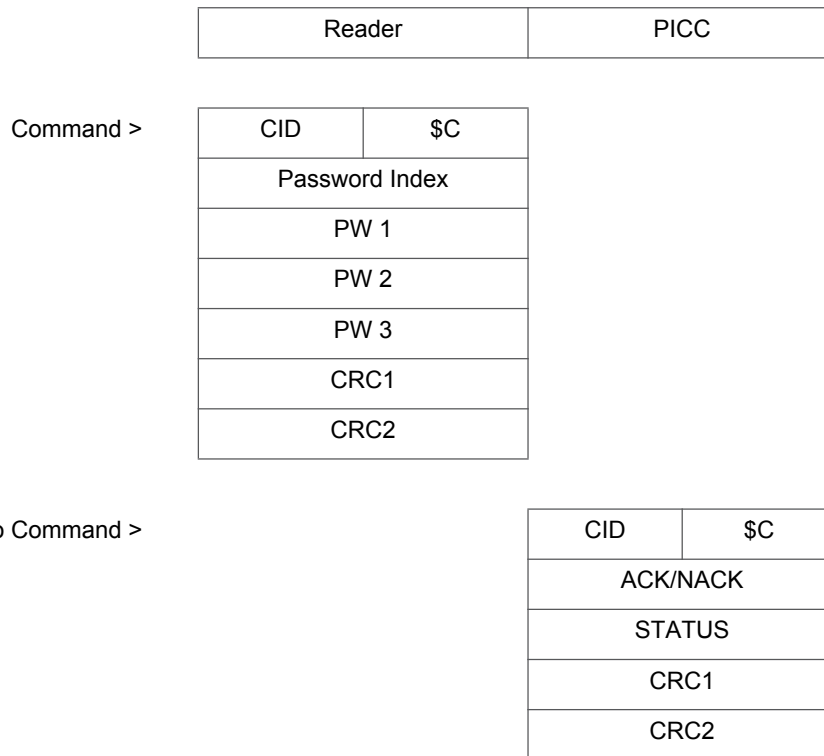 Reader PICC
Command > CID $C
Password Index
PW 1
PW 2
PW 3
CRC1
CRC2
Command > CID $C
ACK/NACK
STATUS
CRC1
CRC2